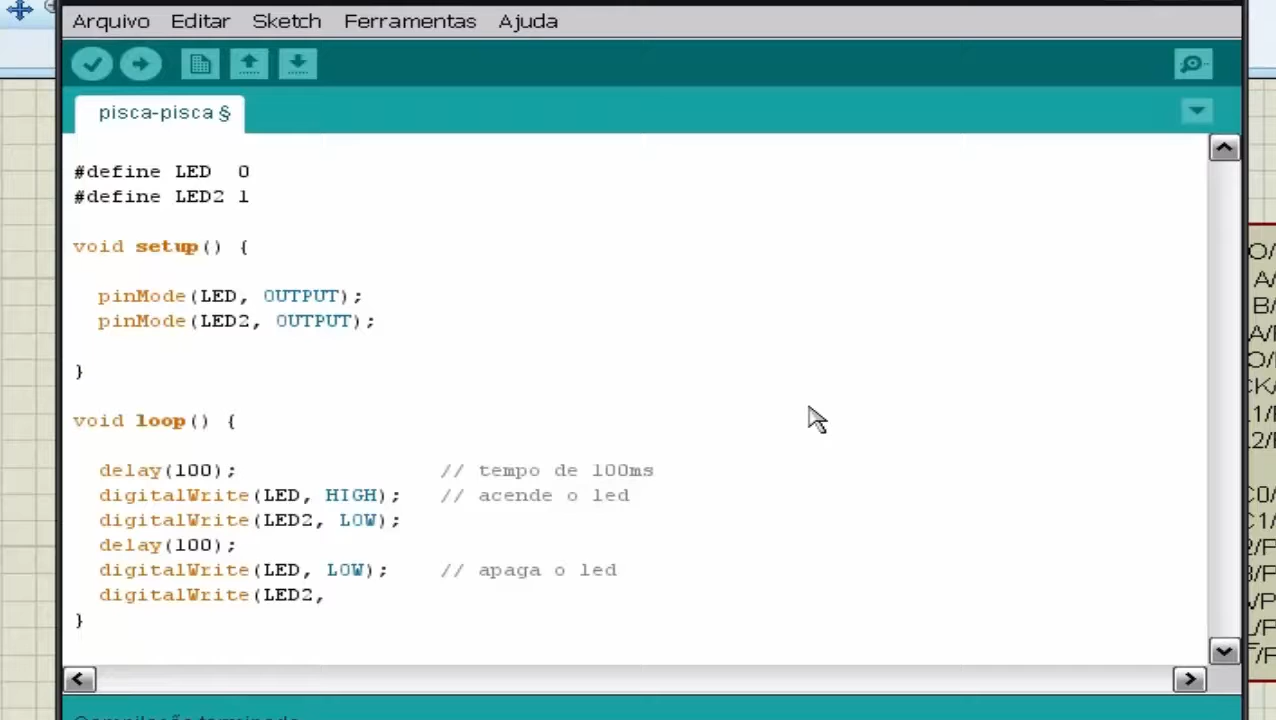 Arquivo Editar Sketch Ferramentas Ajuda
pisca-pisca §
#define LED  0
#define LED2 1
void setup() {
pinMode(LED, OUTPUT);
pinMode(LED2, OUTPUT);
}
void loop() {
delay(100); // tempo de 100ms
digitalWrite(LED, HIGH); // acende o led
digitalWrite(LED2, LOW);
delay(100);
digitalWrite(LED, LOW); // apaga o led
digitalWrite(LED2,
}